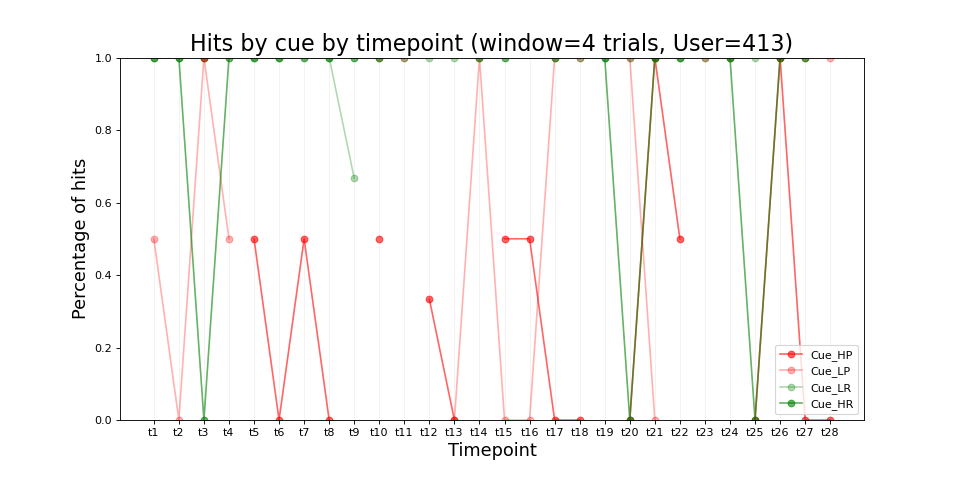 Hits by cue by timepoint (window=4 trials, User=413)
Percentage of hits
1.0
0.8
0.6
0.4
0.2
0.0
Cue_HP
Cue_LP
Cue_LR
Cue_HR
t1 t2 t3 t4 t5 t6 t7 t8 t9 t10 t11 t12 t13 t14 t15 t16 t17 t18 t19 t20 t21 t22 t23 t24 t25 t26 t27 t28
Timepoint